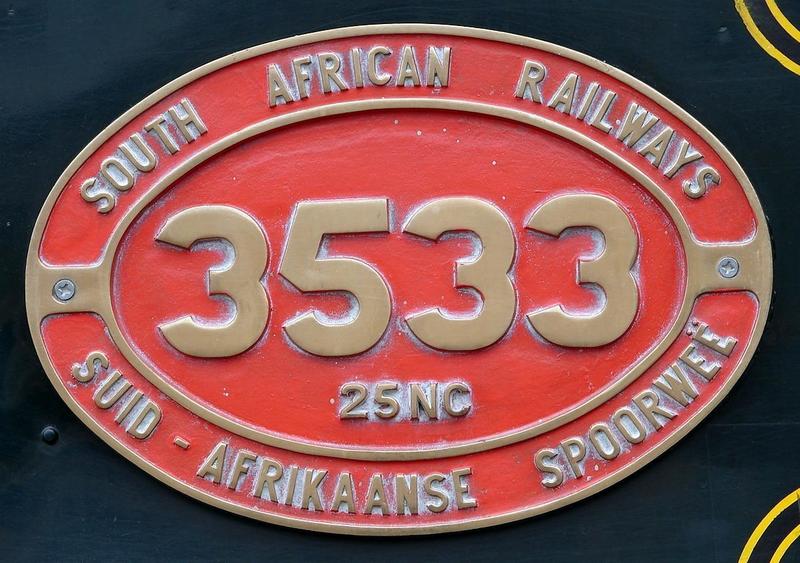 SOUTH AFRICAN RAILWAYS
3533
25NC
SUID-AFRIKAANSE SPOORWEË